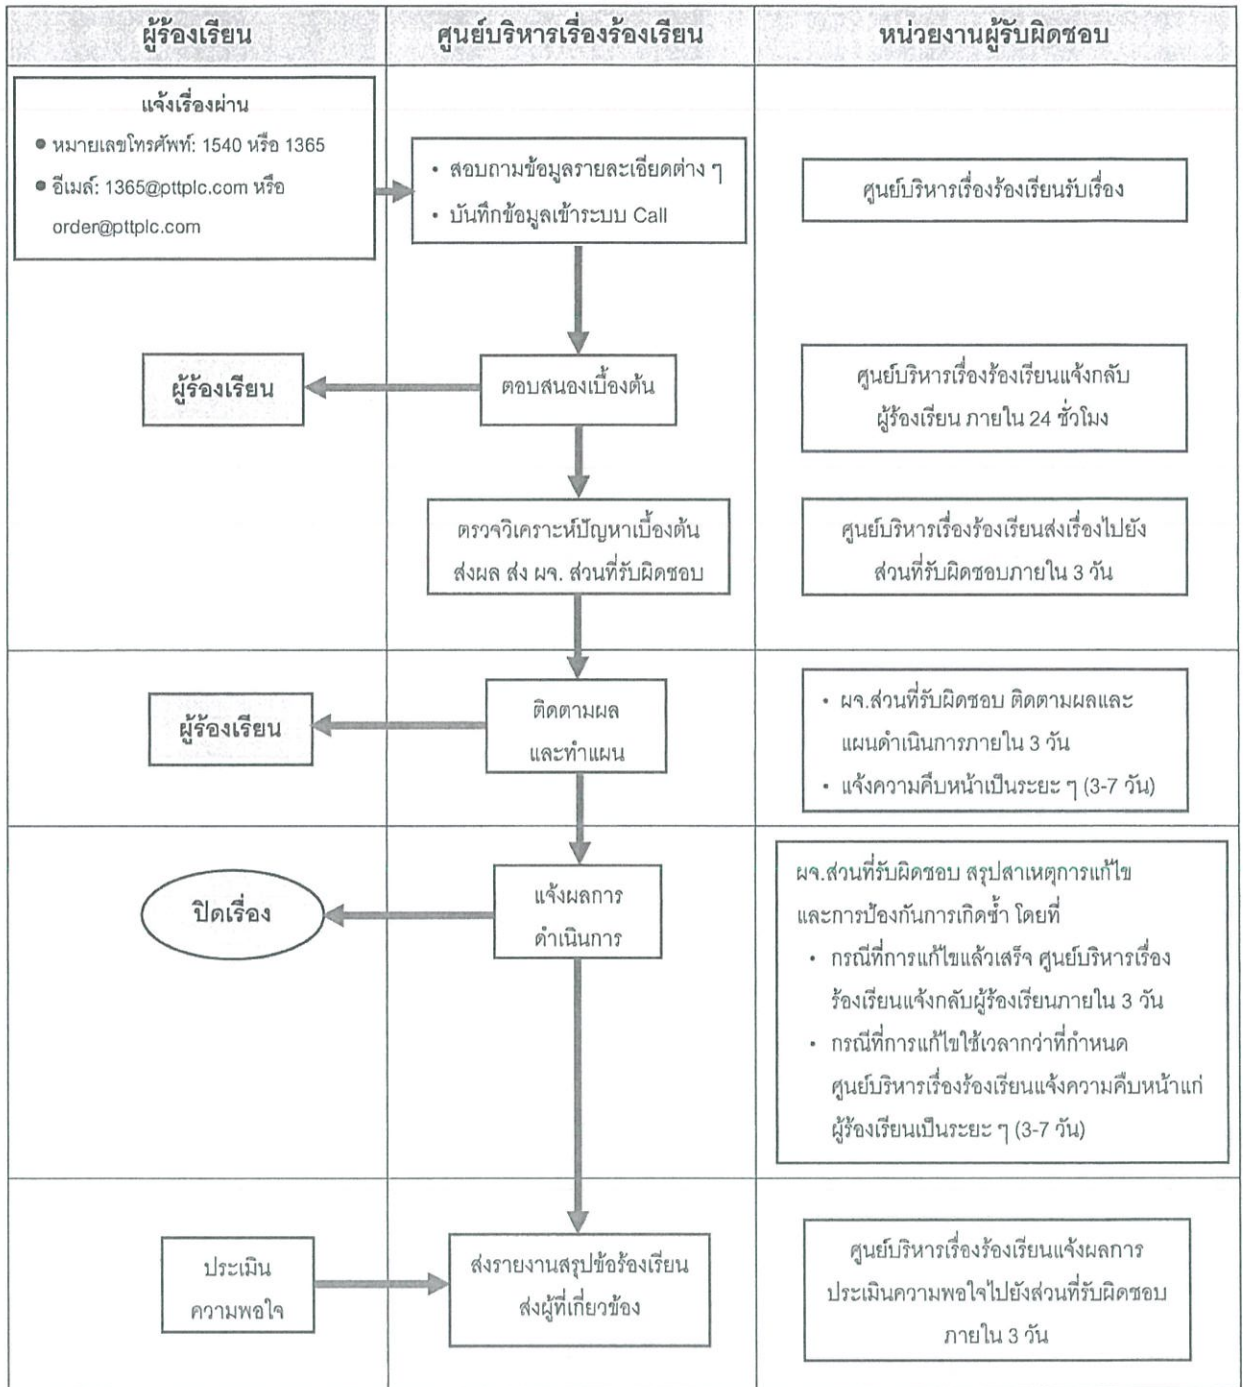 ผู้ร้องเรียน
ศูนย์บริหารเรื่องร้องเรียน
หน่วยงานผู้รับผิดชอบ
แจ้งเรื่องผ่าน
● หมายเลขโทรศัพท์: 1540 หรือ 1365
● อีเมล์: 1365@pttplc.com หรือ
order@pttplc.com
• สอบถามข้อมูลรายละเอียดต่าง ๆ
• บันทึกข้อมูลเข้าระบบ Call
ศูนย์บริหารเรื่องร้องเรียนรับเรื่อง
ผู้ร้องเรียน
ตอบสนองเบื้องต้น
ศูนย์บริหารเรื่องร้องเรียนแจ้งกลับ
ผู้ร้องเรียน ภายใน 24 ชั่วโมง
ตรวจวิเคราะห์ปัญหาเบื้องต้น
ส่งผล ส่ง ผจ. ส่วนที่รับผิดชอบ
ศูนย์บริหารเรื่องร้องเรียนส่งเรื่องไปยัง
ส่วนที่รับผิดชอบภายใน 3 วัน
ผู้ร้องเรียน
ติดตามผล
และทำแผน
• ผจ.ส่วนที่รับผิดชอบ ติดตามผลและ
แผนดำเนินการภายใน 3 วัน
• แจ้งความคืบหน้าเป็นระยะ ๆ (3-7 วัน)
ปิดเรื่อง
แจ้งผลการ
ดำเนินการ
ผจ.ส่วนที่รับผิดชอบ สรุปสาเหตุการแก้ไข
และการป้องกันการเกิดซ้ำ โดยที่
• กรณีที่การแก้ไขแล้วเสร็จ ศูนย์บริหารเรื่อง
ร้องเรียนแจ้งกลับผู้ร้องเรียนภายใน 3 วัน
• กรณีที่การแก้ไขใช้เวลากว่าที่กำหนด
ศูนย์บริหารเรื่องร้องเรียนแจ้งความคืบหน้าแก่
ผู้ร้องเรียนเป็นระยะ ๆ (3-7 วัน)
ประเมิน
ความพอใจ
ส่งรายงานสรุปข้อร้องเรียน
ส่งผู้ที่เกี่ยวข้อง
ศูนย์บริหารเรื่องร้องเรียนแจ้งผลการ
ประเมินความพอใจไปยังส่วนที่รับผิดชอบ
ภายใน 3 วัน